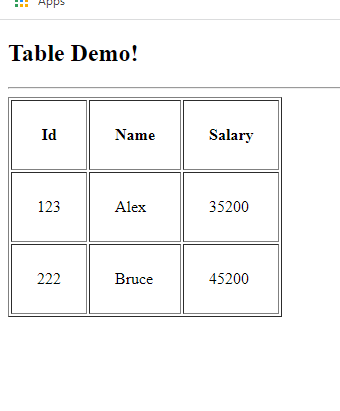 Apps
Table Demo!
Id Name Salary
123 Alex 35200
222 Bruce 45200